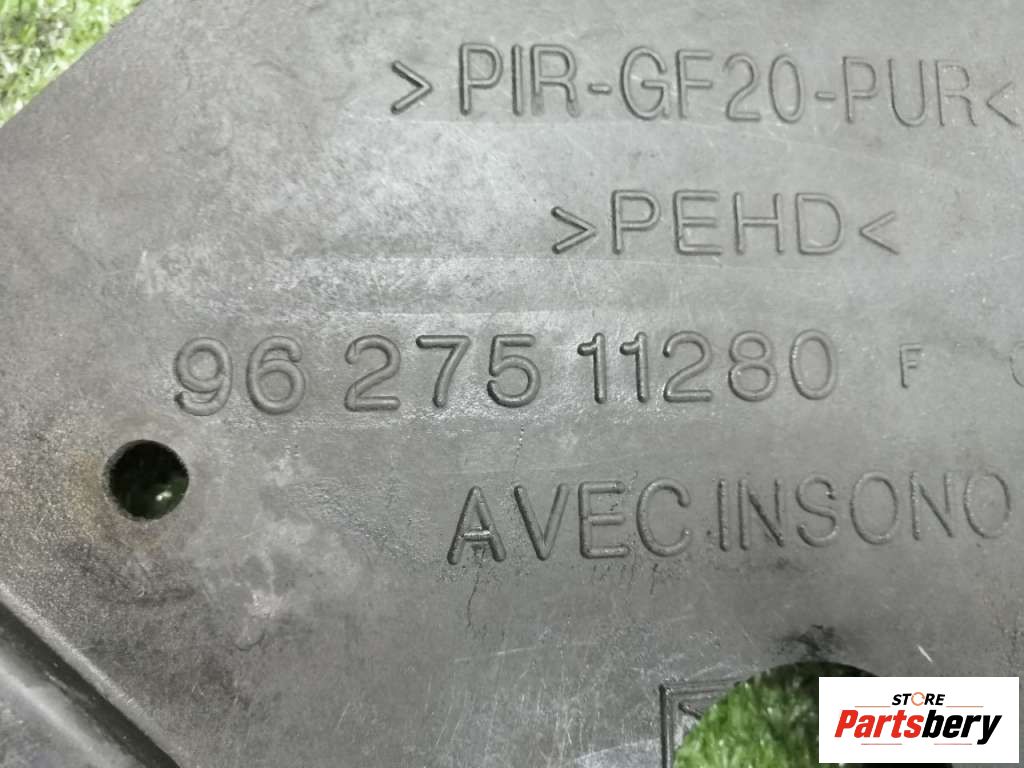 >PIR-GF20-PUR<
>PEHD<
96 275 11280 F
AVEC INSONO
STORE
Partsbery